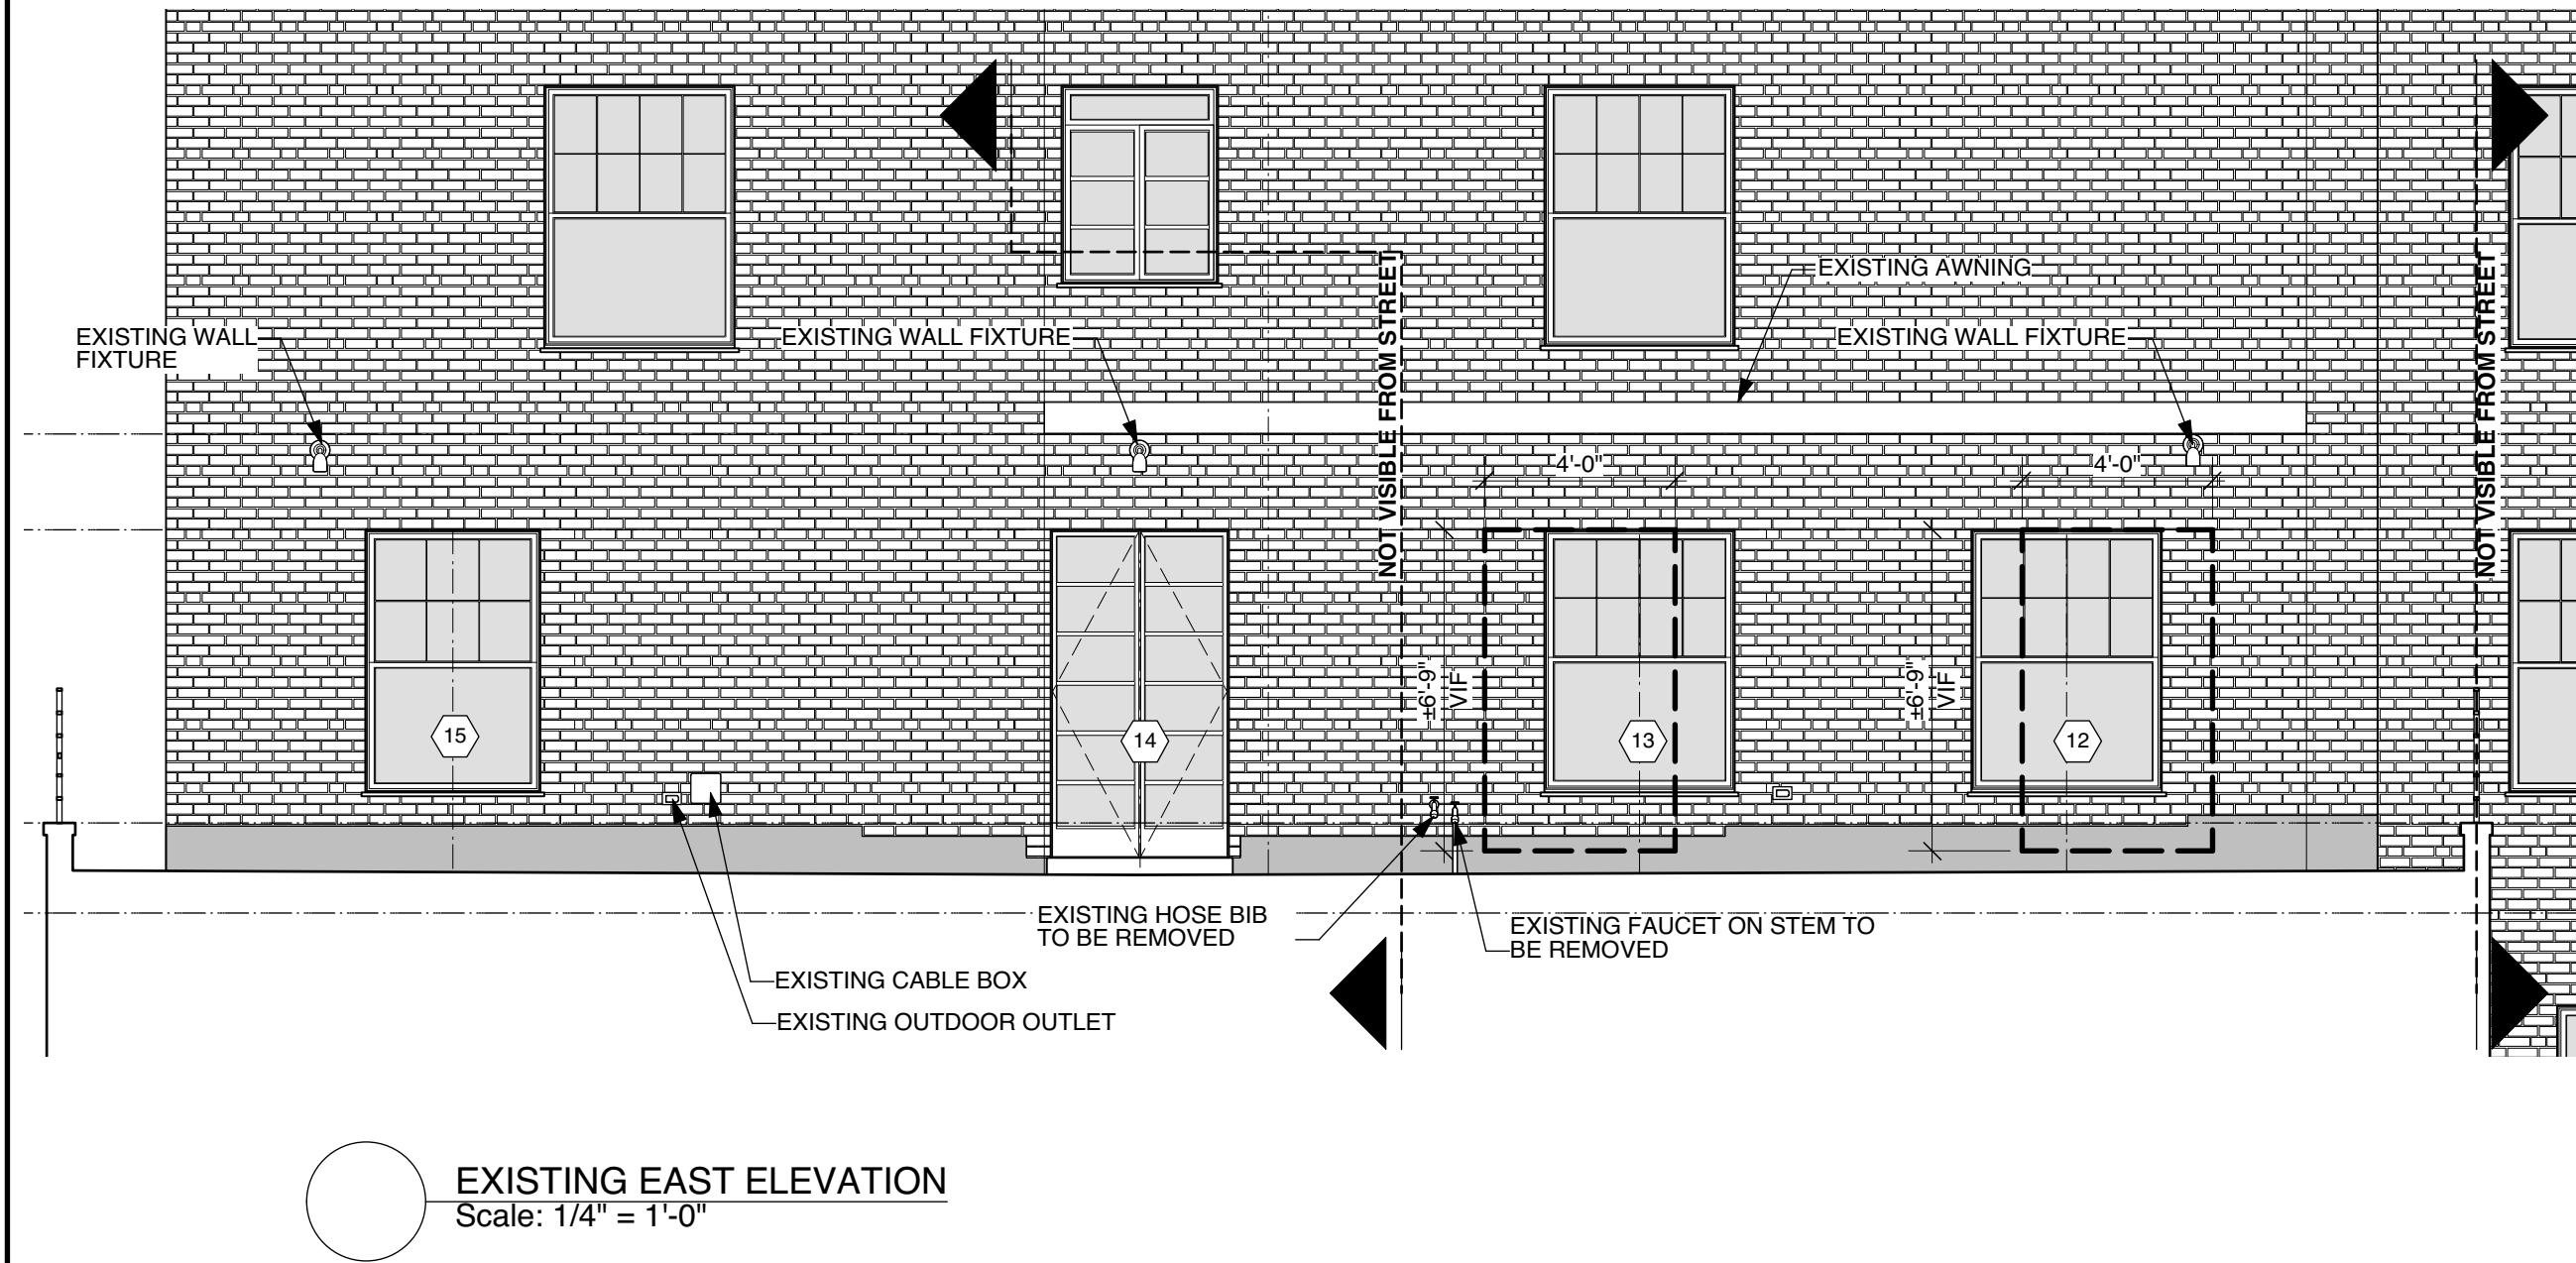 NOT VISIBLE FROM STREET
NOT VISIBLE FROM STREET
EXISTING AWNING
EXISTING WALL
FIXTURE
EXISTING WALL FIXTURE
EXISTING WALL FIXTURE
4'-0"
4'-0"
±6'-9"
VIF
±6'-9"
VIF
15
14
13
12
EXISTING HOSE BIB
TO BE REMOVED
EXISTING FAUCET ON STEM TO
BE REMOVED
EXISTING CABLE BOX
EXISTING OUTDOOR OUTLET
EXISTING EAST ELEVATION
Scale: 1/4" = 1'-0"